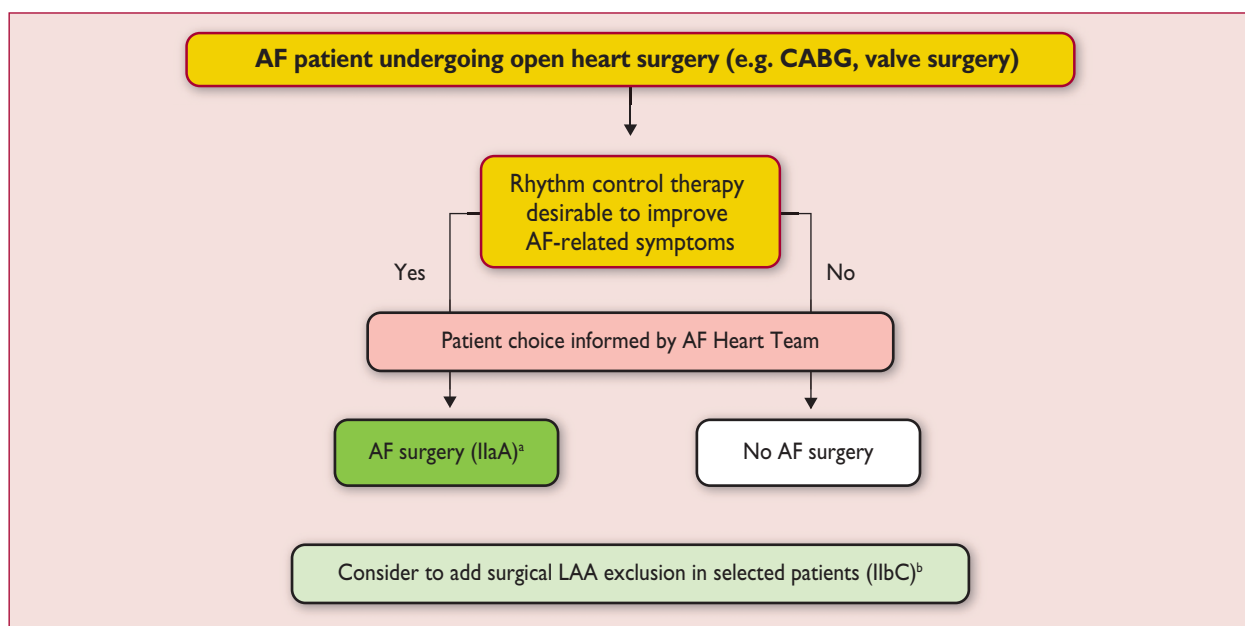 AF patient undergoing open heart surgery (e.g. CABG, valve surgery)
Rhythm control therapy
desirable to improve
AF-related symptoms
Yes
No
Patient choice informed by AF Heart Team
AF surgery (IIaA)ᵃ
No AF surgery
Consider to add surgical LAA exclusion in selected patients (IIbC)ᵇ